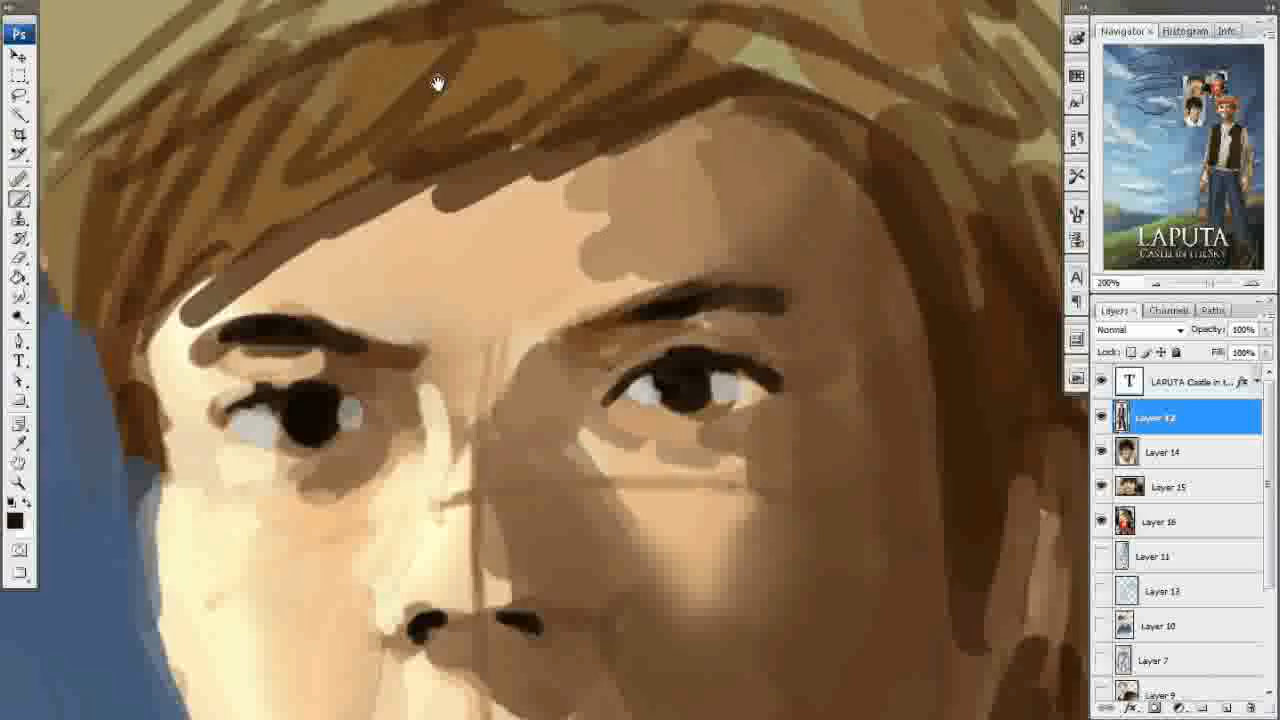 Ps
Navigator × Histogram Info
LAPUTA
CASTLE IN THE SKY
200%
Layers × Channels Paths
Normal Opacity: 100%
Lock: Fill: 100%
T LAPUTA Castle in t... fx
Layer 12
Layer 14
Layer 15
Layer 16
Layer 11
Layer 13
Layer 10
Layer 7
Layer 9